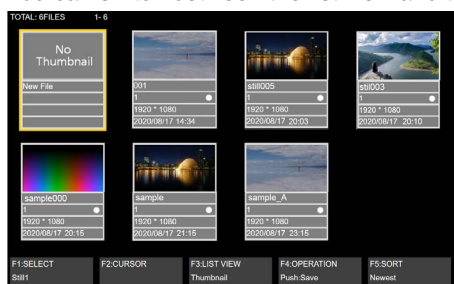 TOTAL: 6FILES 1- 6
No
Thumbnail
New File
001
1
1920 * 1080
2020/08/17 14:34
still005
1
1920 * 1080
2020/08/17 20:03
stil003
1
1920 * 1080
2020/08/17 20:10
sample000
1
1920 * 1080
2020/08/17 20:15
sample
1
1920 * 1080
2020/08/17 21:15
sample_A
1
1920 * 1080
2020/08/17 23:15
F1:SELECT
Still1
F2:CURSOR
F3:LIST VIEW
Thumbnail
F4:OPERATION
Push:Save
F5:SORT
Newest